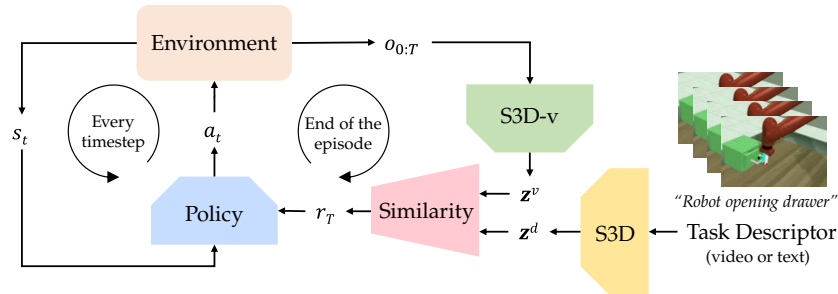 Environment
o0:T
Every
timestep
End of the
episode
S3D-v
st
at
zv
Policy
rT
Similarity
zd
S3D
"Robot opening drawer"
Task Descriptor
(video or text)